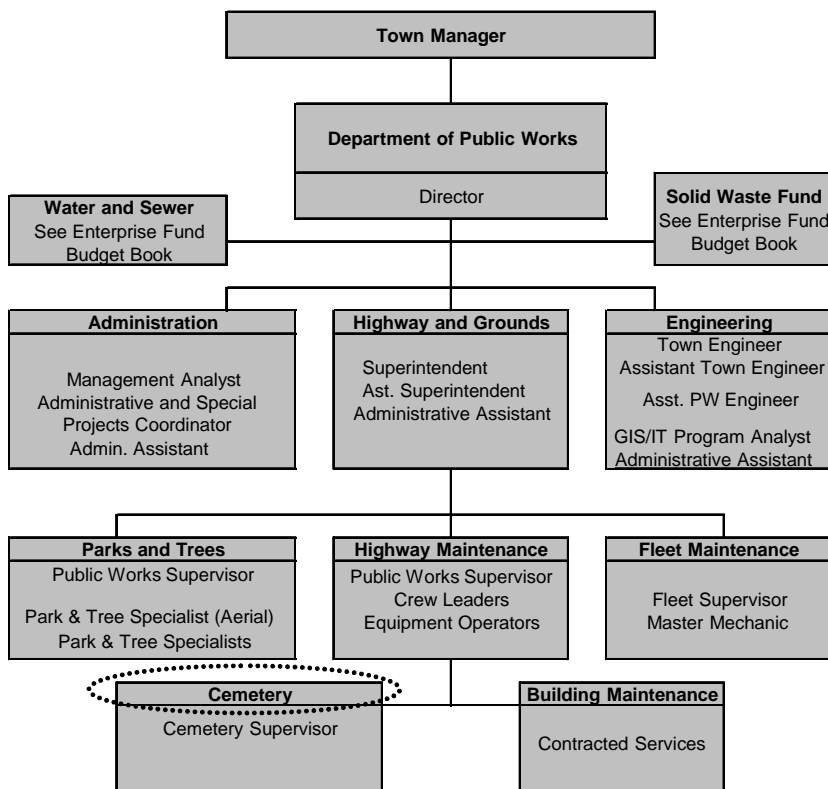 Town Manager
Department of Public Works
Director
Water and Sewer
See Enterprise Fund
Budget Book
Solid Waste Fund
See Enterprise Fund
Budget Book
Administration
Management Analyst
Administrative and Special
Projects Coordinator
Admin. Assistant
Highway and Grounds
Superintendent
Ast. Superintendent
Administrative Assistant
Engineering
Town Engineer
Assistant Town Engineer
Asst. PW Engineer
GIS/IT Program Analyst
Administrative Assistant
Parks and Trees
Public Works Supervisor
Park & Tree Specialist (Aerial)
Park & Tree Specialists
Highway Maintenance
Public Works Supervisor
Crew Leaders
Equipment Operators
Fleet Maintenance
Fleet Supervisor
Master Mechanic
Cemetery
Cemetery Supervisor
Building Maintenance
Contracted Services